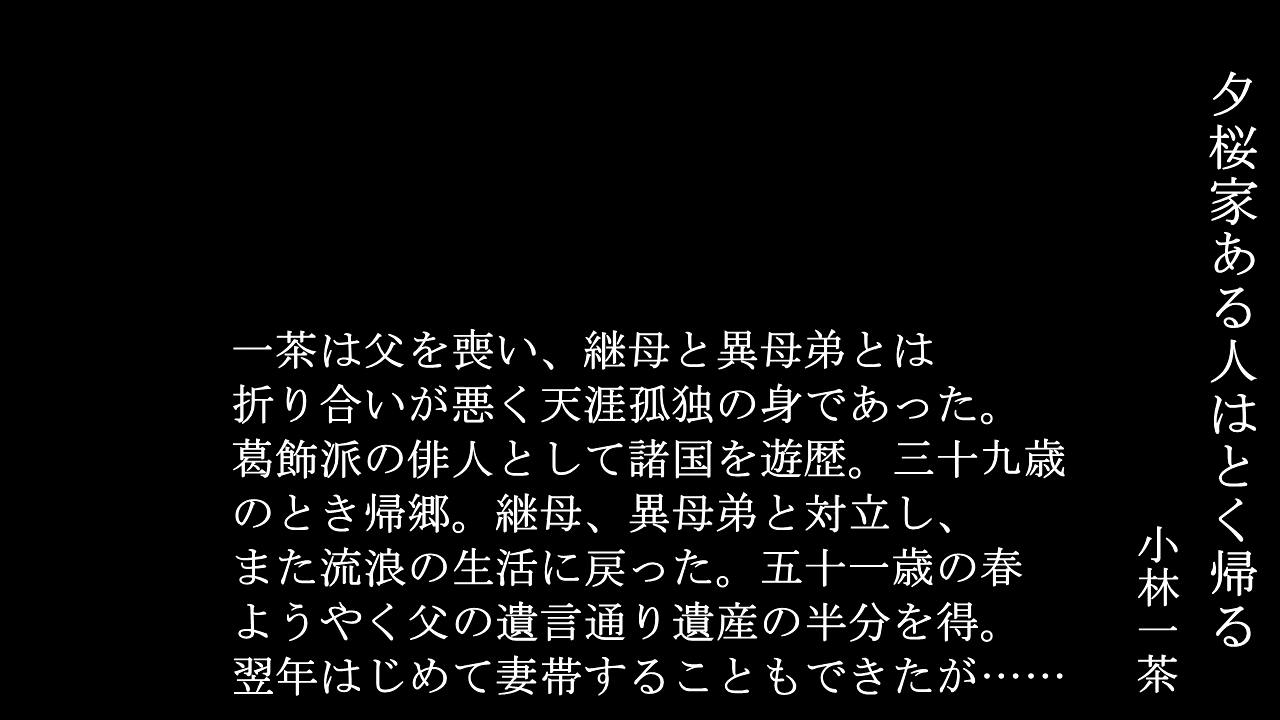 夕桜家ある人はとく帰る
小林一茶
一茶は父を喪い、継母と異母弟とは
折り合いが悪く天涯孤独の身であった。
葛飾派の俳人として諸国を遊歴。三十九歳
のとき帰郷。継母、異母弟と対立し、
また流浪の生活に戻った。五十一歳の春
ようやく父の遺言通り遺産の半分を得。
翌年はじめて妻帯することもできたが……